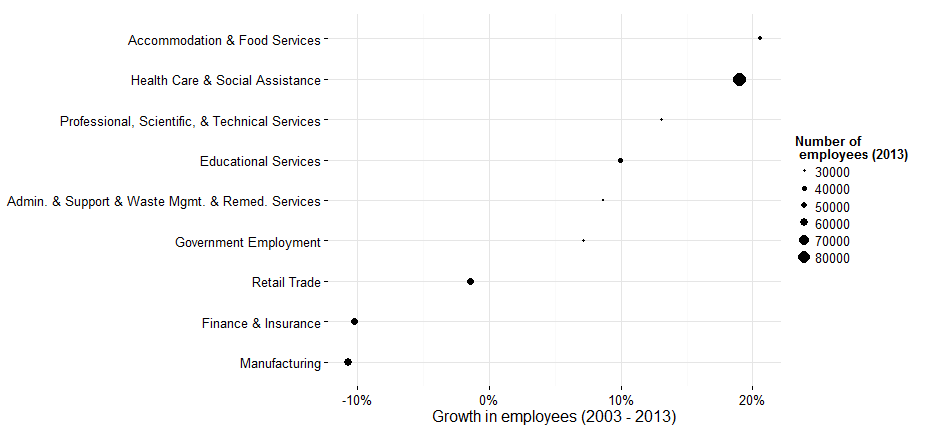 Accommodation & Food Services
Health Care & Social Assistance
Professional, Scientific, & Technical Services
Educational Services
Admin. & Support & Waste Mgmt. & Remed. Services
Government Employment
Retail Trade
Finance & Insurance
Manufacturing
-10% 0% 10% 20%
Growth in employees (2003 - 2013)
Number of
employees (2013)
30000
40000
50000
60000
70000
80000